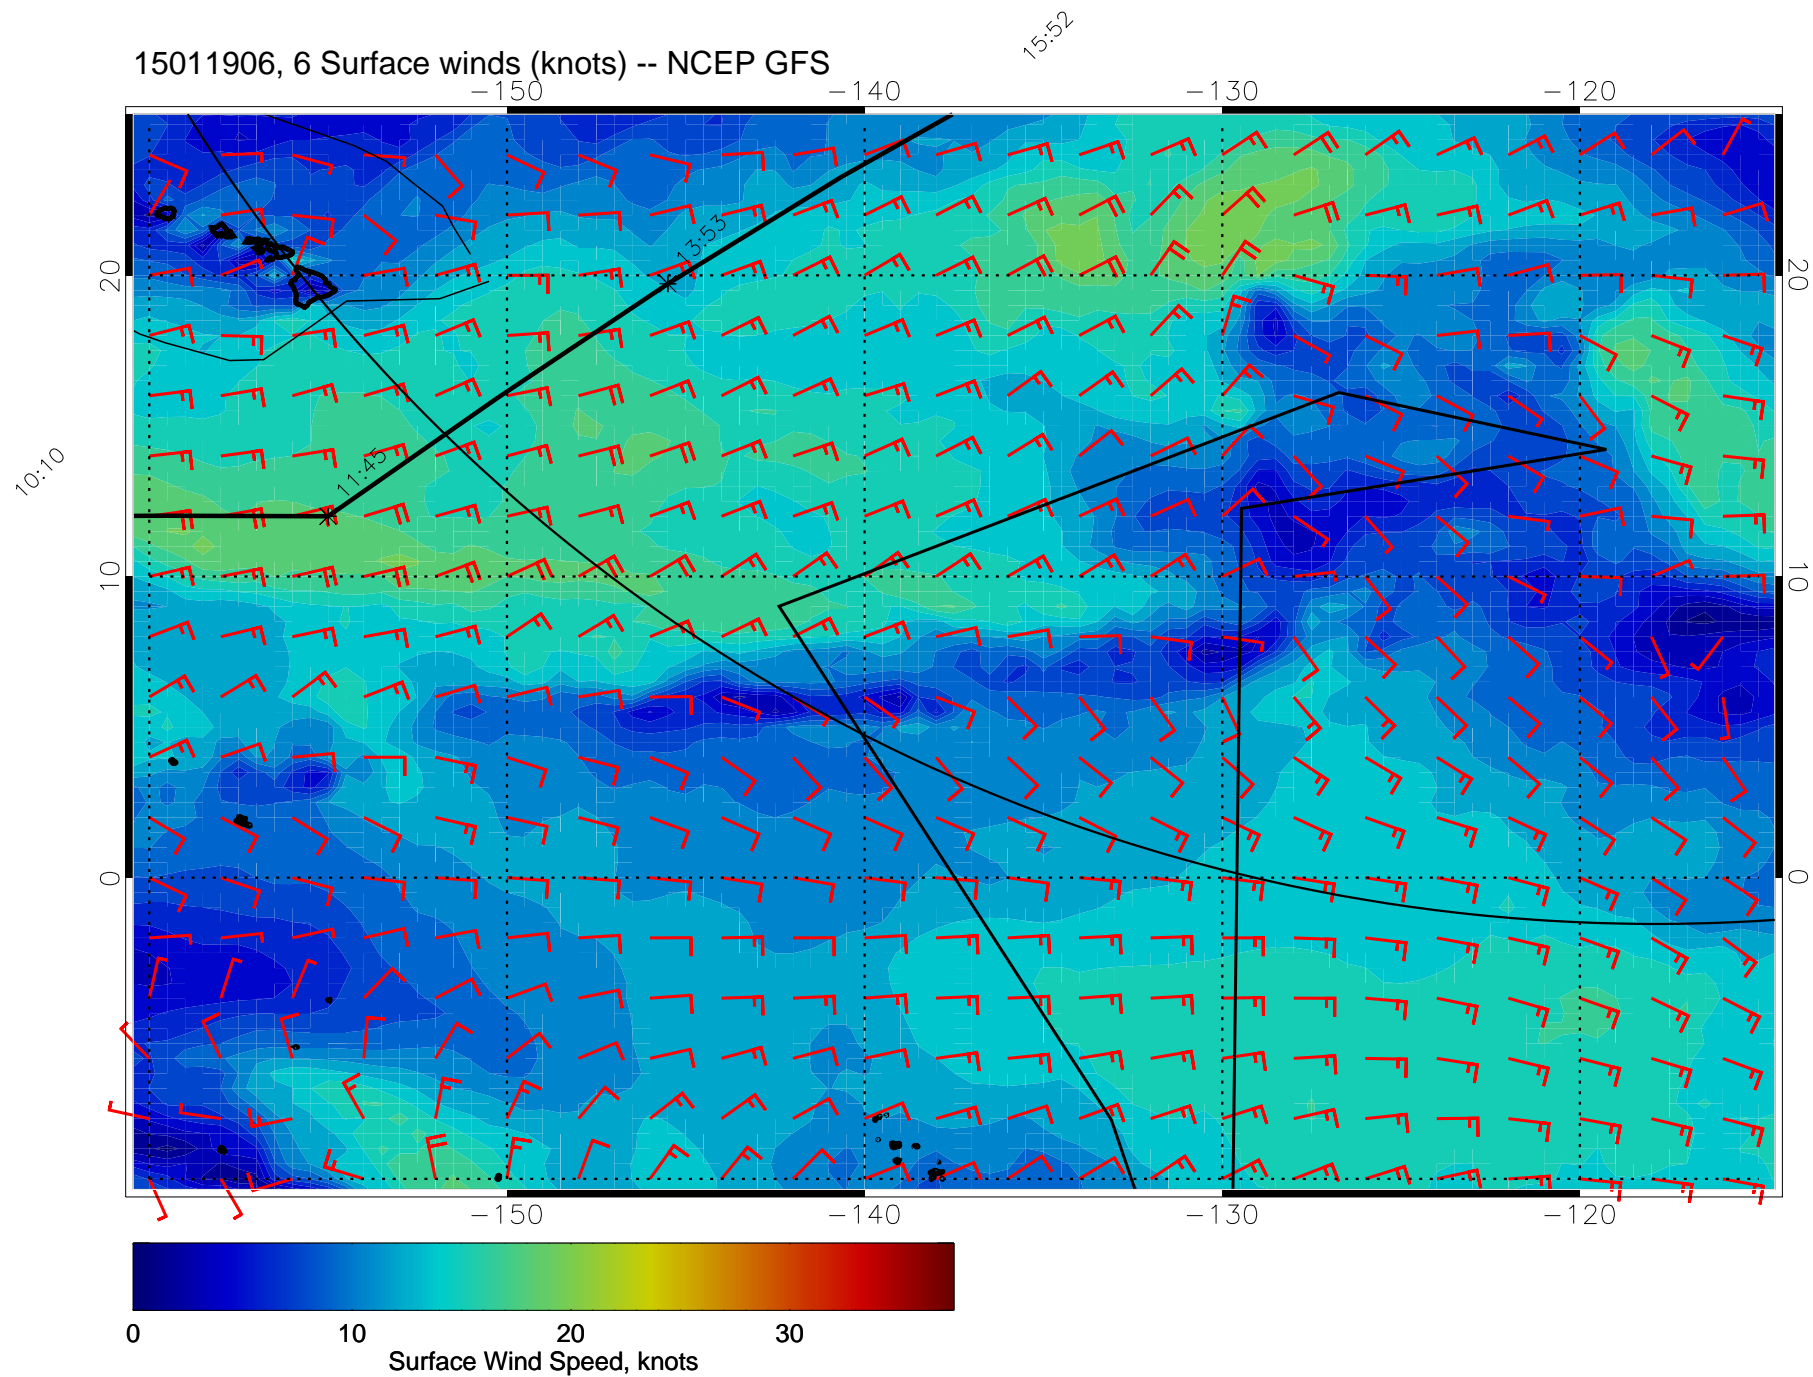 15:52
15011906, 6 Surface winds (knots) -- NCEP GFS
−150 −140 −130 −120
13:53
20 20
11:45
10:10
10 10
0 0
−150 −140 −130 −120
0 10 20 30
Surface Wind Speed, knots